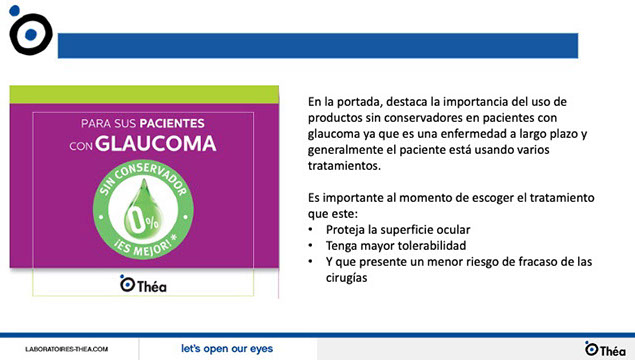 PARA SUS PACIENTES
CON GLAUCOMA
SIN CONSERVADOR
0%
¡ES MEJOR!*
Théa
En la portada, destaca la importancia del uso de
productos sin conservadores en pacientes con
glaucoma ya que es una enfermedad a largo plazo y
generalmente el paciente está usando varios
tratamientos.
Es importante al momento de escoger el tratamiento
que este:
• Proteja la superficie ocular
• Tenga mayor tolerabilidad
• Y que presente un menor riesgo de fracaso de las
cirugías
LABORATOIRES-THEA.COM
let's open our eyes
Théa